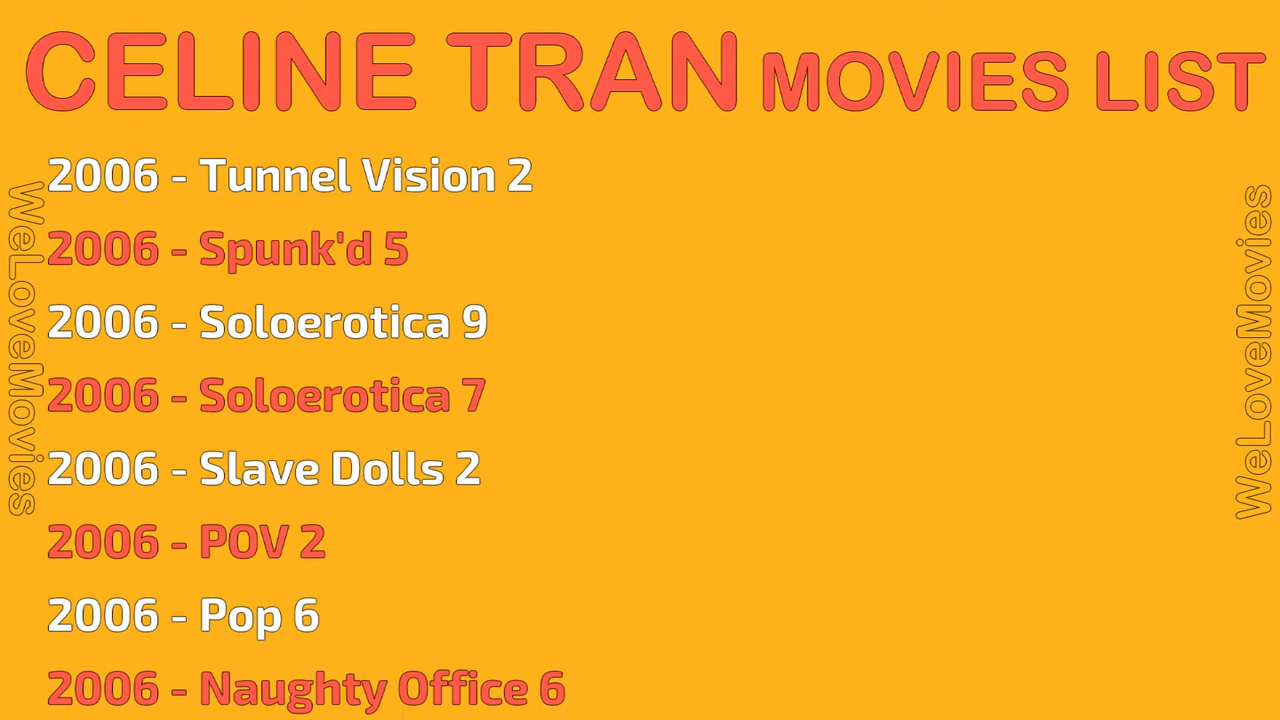 CELINE TRAN MOVIES LIST
2006 - Tunnel Vision 2
2006 - Spunk'd 5
2006 - Soloerotica 9
2006 - Soloerotica 7
2006 - Slave Dolls 2
2006 - POV 2
2006 - Pop 6
2006 - Naughty Office 6
WeLoveMovies
WeLoveMovies